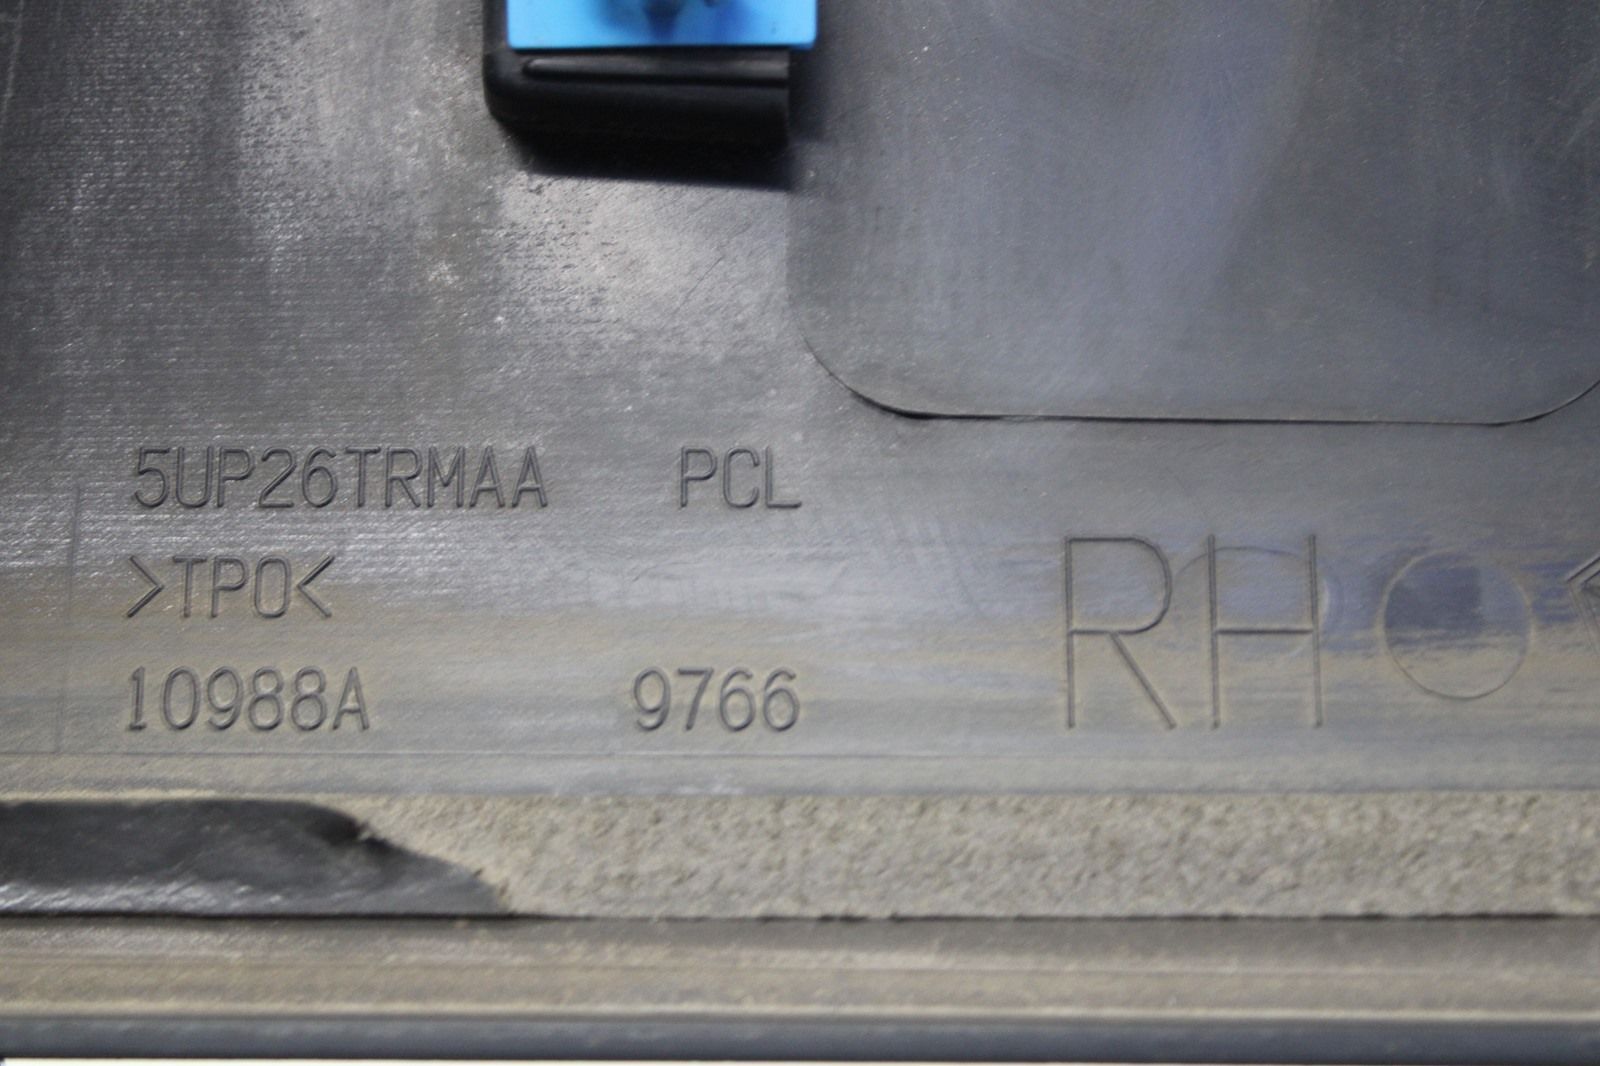 5UP26TRMAA PCL
>TPO<
10988A 9766
RH